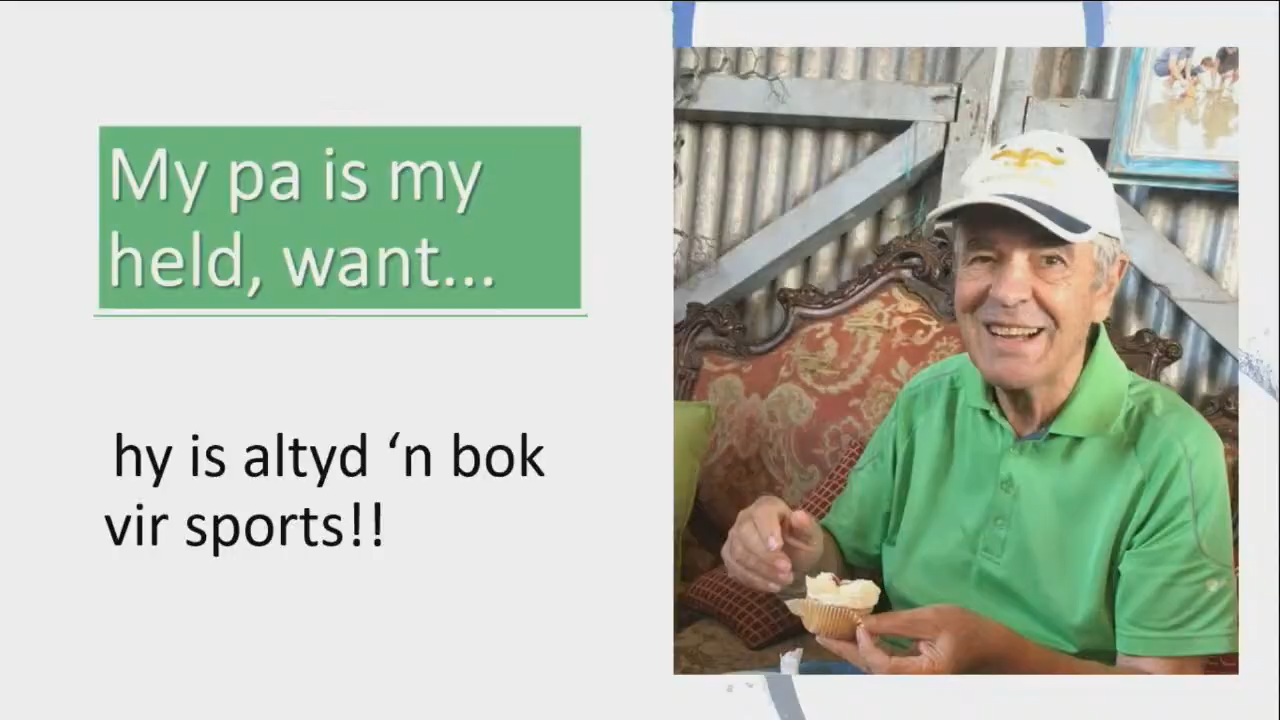 My pa is my
held, want...
hy is altyd ‘n bok
vir sports!!